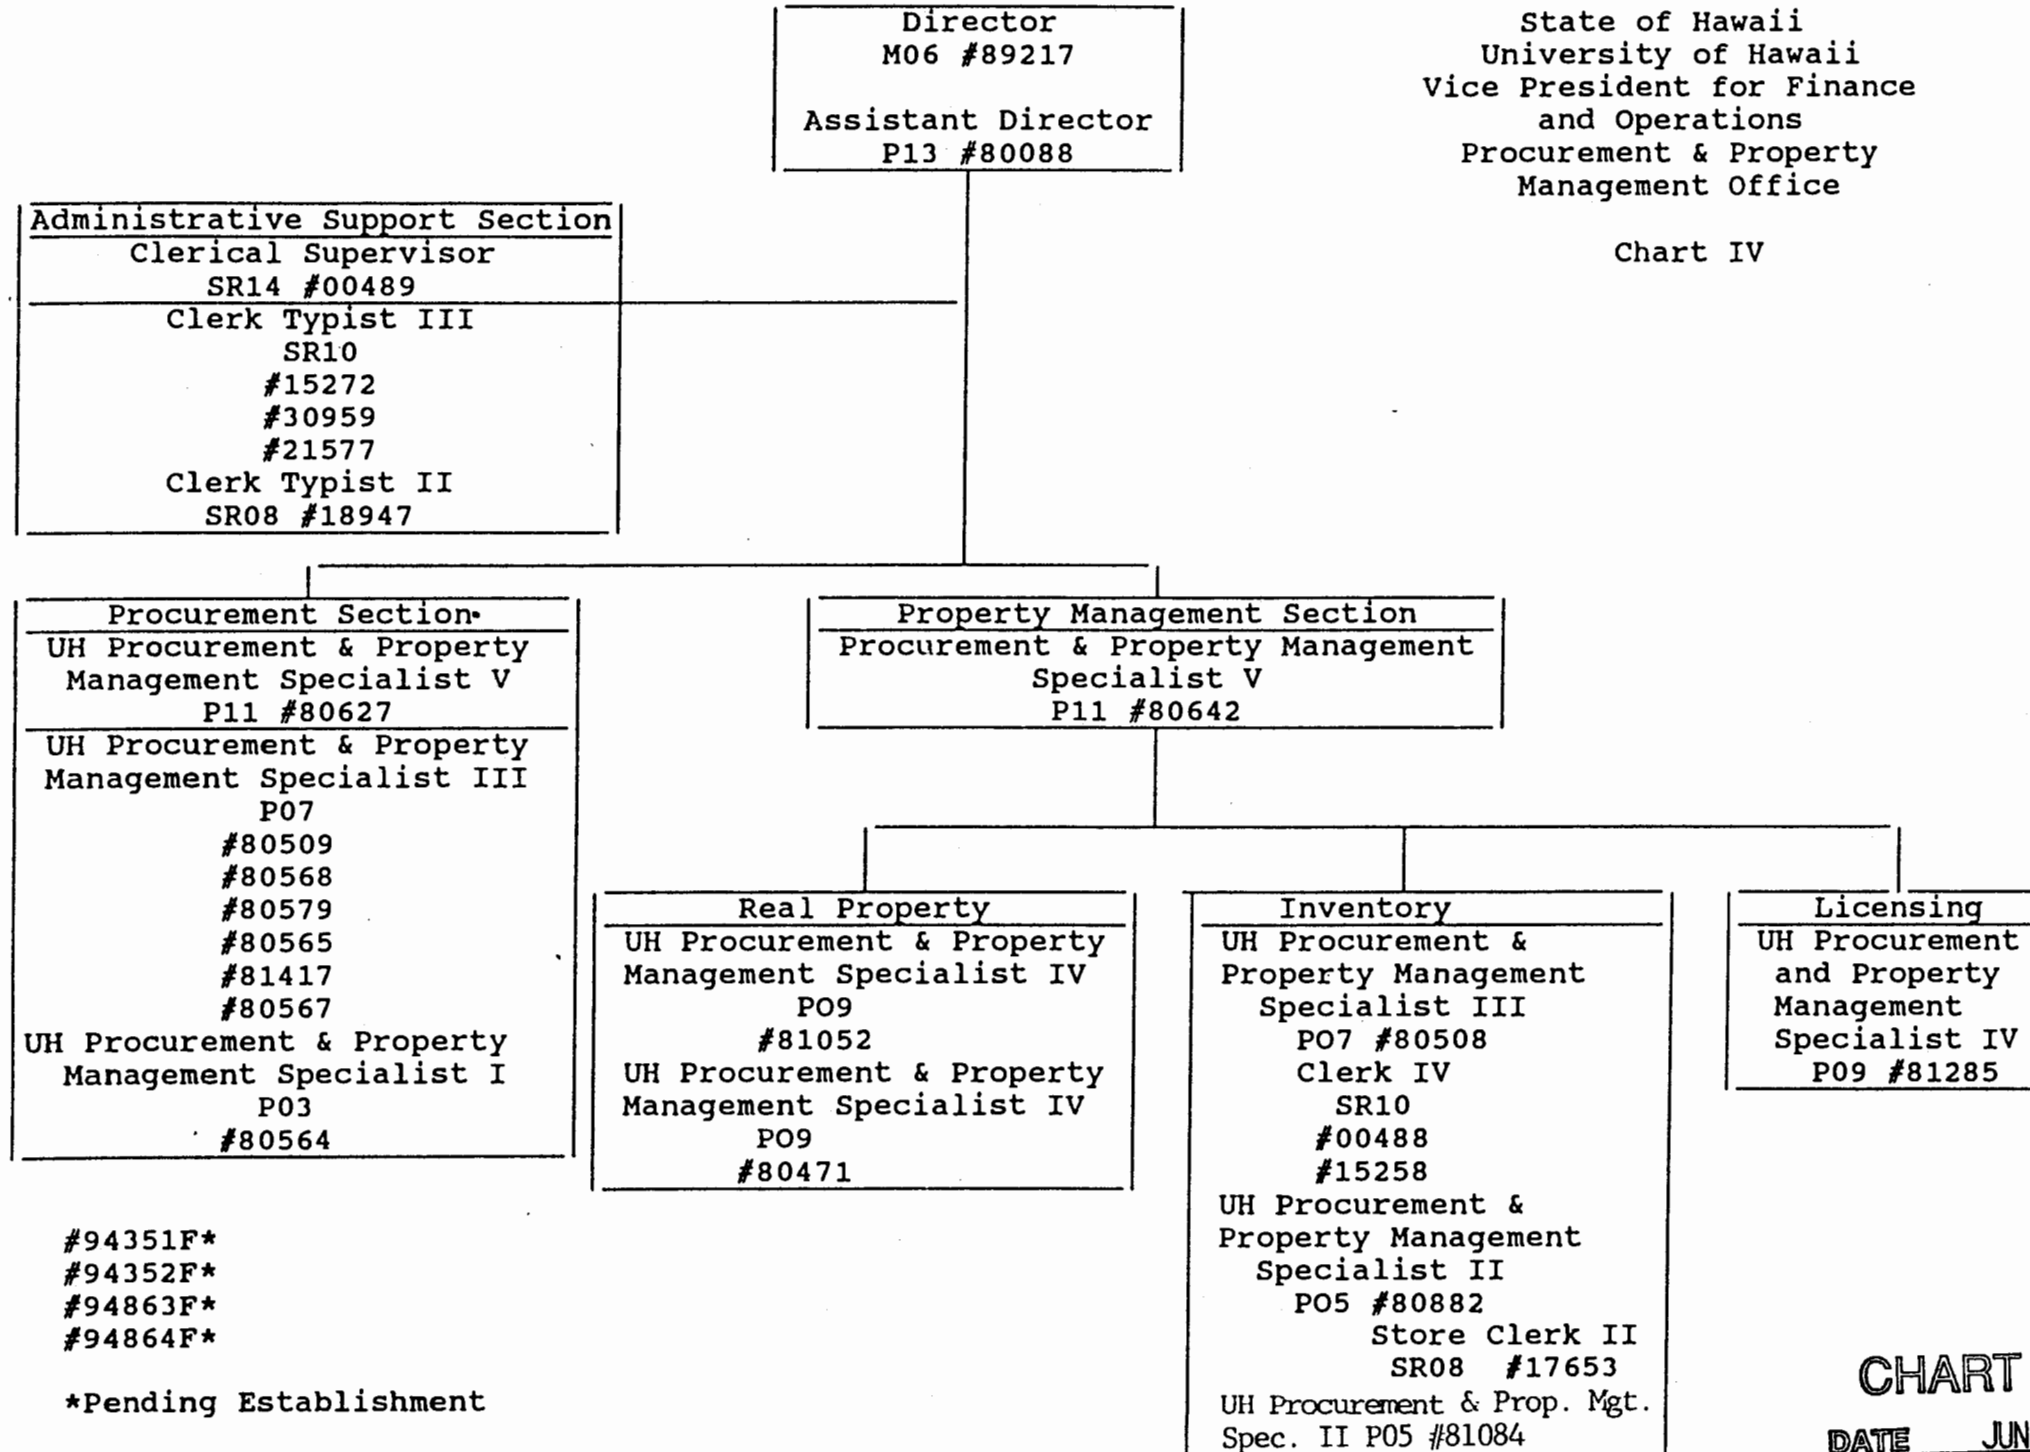 Director
M06 #89217
Assistant Director
P13 #80088
State of Hawaii
University of Hawaii
Vice President for Finance
and Operations
Procurement & Property
Management Office
Chart IV
Administrative Support Section
Clerical Supervisor
SR14 #00489
Clerk Typist III
SR10
#15272
#30959
#21577
Clerk Typist II
SR08 #18947
Procurement Section
UH Procurement & Property
Management Specialist V
P11 #80627
UH Procurement & Property
Management Specialist III
P07
#80509
#80568
#80579
#80565
#81417
#80567
UH Procurement & Property
Management Specialist I
P03
#80564
Property Management Section
Procurement & Property Management
Specialist V
P11 #80642
Real Property
UH Procurement & Property
Management Specialist IV
PO9
#81052
UH Procurement & Property
Management Specialist IV
PO9
#80471
Inventory
UH Procurement &
Property Management
Specialist III
PO7 #80508
Clerk IV
SR10
#00488
#15258
UH Procurement &
Property Management
Specialist II
PO5 #80882
Store Clerk II
SR08 #17653
UH Procurement & Prop. Mgt.
Spec. II P05 #81084
Licensing
UH Procurement
and Property
Management
Specialist IV
P09 #81285
#94351F*
#94352F*
#94863F*
#94864F*
*Pending Establishment
CHART
DATE JUN